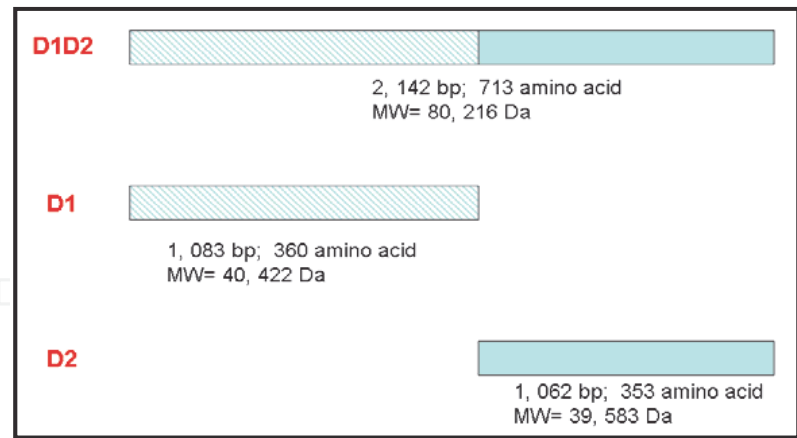 D1D2
2, 142 bp; 713 amino acid
MW= 80, 216 Da
D1
1, 083 bp; 360 amino acid
MW= 40, 422 Da
D2
1, 062 bp; 353 amino acid
MW= 39, 583 Da